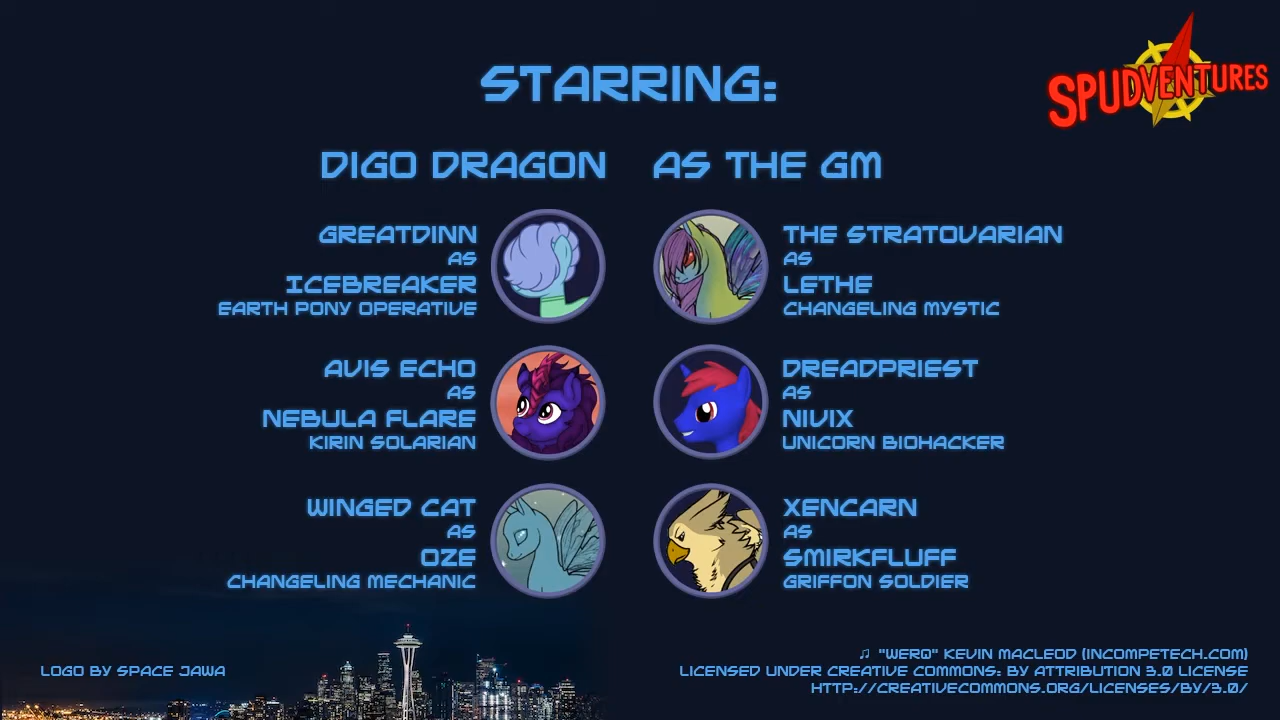 STARRING:
SPUDVENTURES
DIGO DRAGON AS THE GM
GREATDINN
AS
ICEBREAKER
EARTH PONY OPERATIVE
THE STRATOVARIAN
AS
LETHE
CHANGELING MYSTIC
AVIS ECHO
AS
NEBULA FLARE
KIRIN SOLARIAN
DREADPRIEST
AS
NIVIX
UNICORN BIOHACKER
WINGED CAT
AS
OZE
CHANGELING MECHANIC
XENCARN
AS
SMIRKFLUFF
GRIFFON SOLDIER
LOGO BY SPACE JAWA
♫ "WERQ" KEVIN MACLEOD (INCOMPETECH.COM)
LICENSED UNDER CREATIVE COMMONS: BY ATTRIBUTION 3.0 LICENSE
HTTP://CREATIVECOMMONS.ORG/LICENSES/BY/3.0/